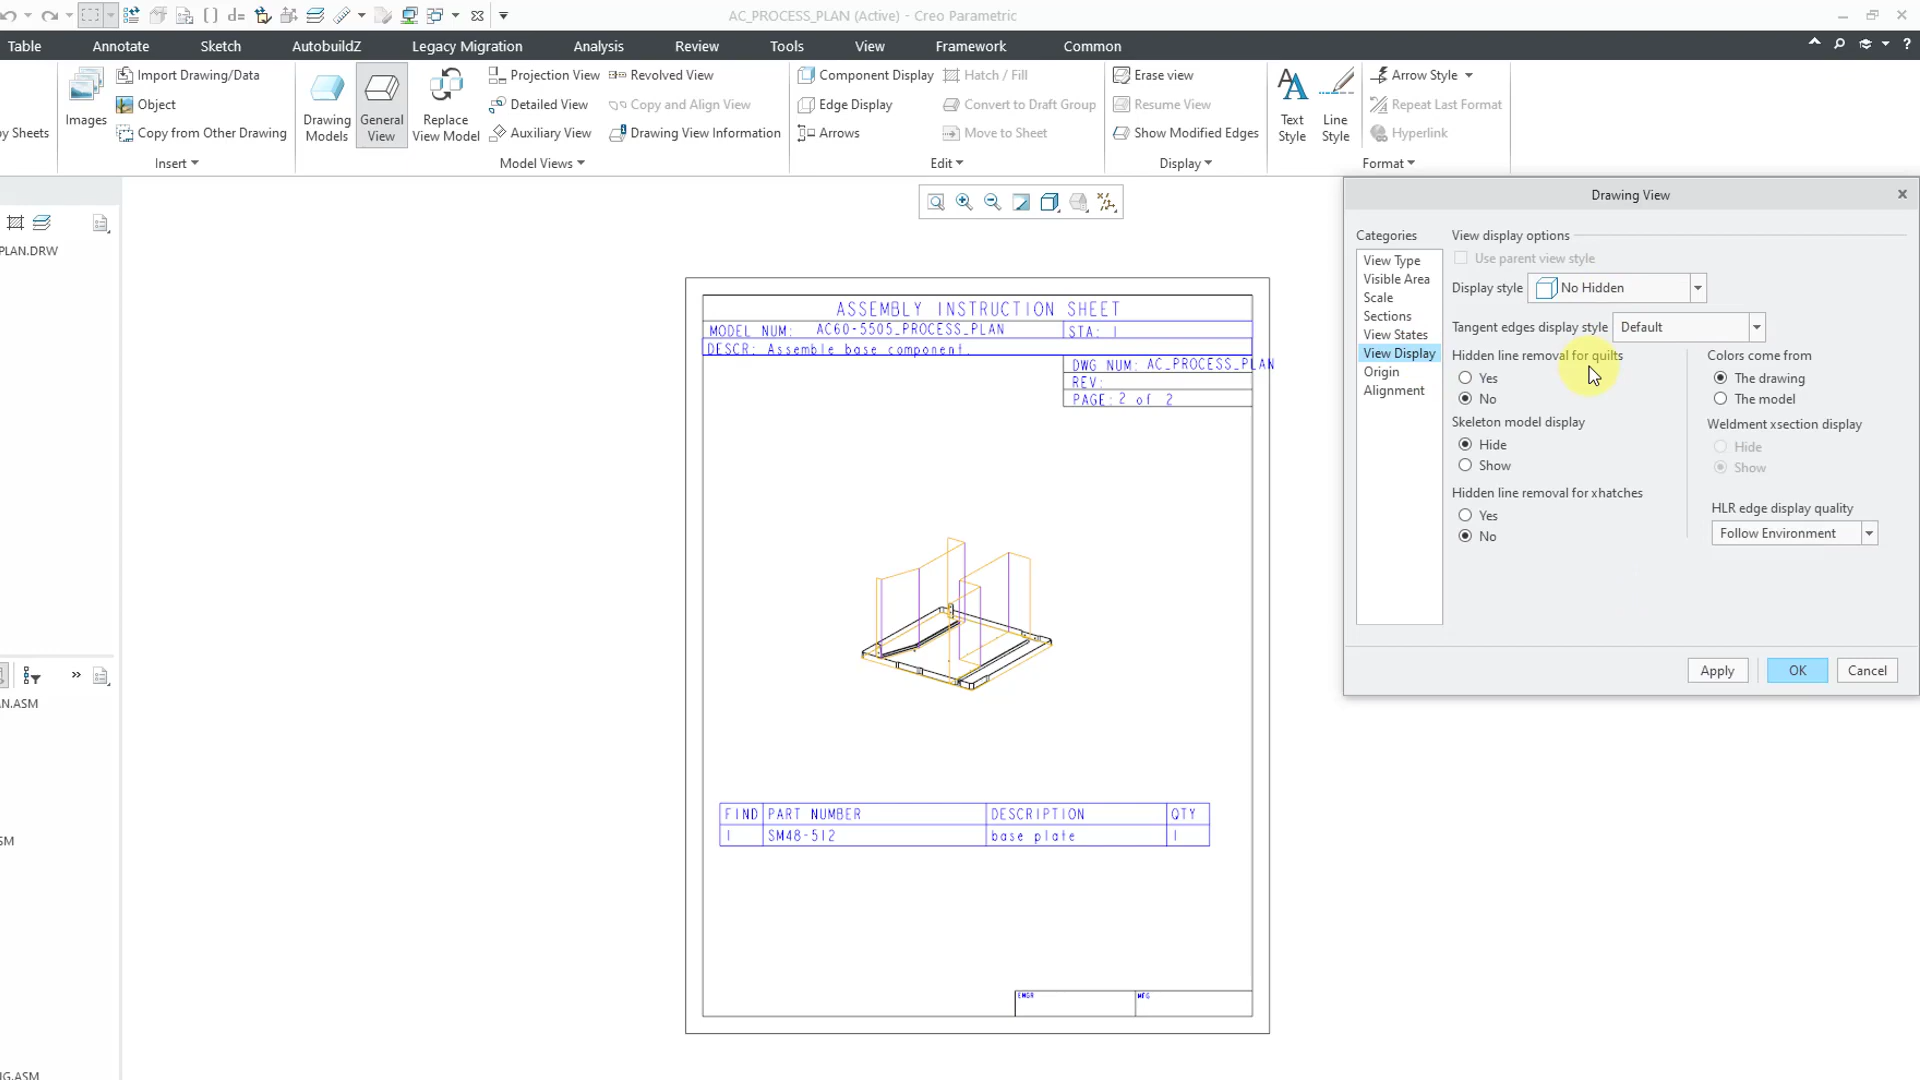 AC_PROCESS_PLAN (Active) - Creo Parametric
Table Annotate Sketch AutobuildZ Legacy Migration Analysis Review Tools View Framework Common
y Sheets
Images
Import Drawing/Data
Object
Copy from Other Drawing
Insert
Drawing Models
General View
Replace View Model
Projection View
Detailed View
Auxiliary View
Revolved View
Copy and Align View
Drawing View Information
Model Views
Component Display
Edge Display
Arrows
Hatch / Fill
Convert to Draft Group
Move to Sheet
Edit
Erase view
Resume View
Show Modified Edges
Display
Text Style
Line Style
Arrow Style
Repeat Last Format
Hyperlink
Format
PLAN.DRW
N.ASM
SM
G.ASM
ASSEMBLY INSTRUCTION SHEET
MODEL NUM: AC60-5505_PROCESS_PLAN STA: 1
DESCR: Assemble base component.
DWG NUM: AC_PROCESS_PLAN
REV:
PAGE: 2 of 2
FIND PART NUMBER DESCRIPTION QTY
1 SM48-512 base plate 1
ENGR MFG
Drawing View
Categories
View Type
Visible Area
Scale
Sections
View States
View Display
Origin
Alignment
View display options
Use parent view style
Display style No Hidden
Tangent edges display style Default
Hidden line removal for quilts
Yes
No
Skeleton model display
Hide
Show
Hidden line removal for xhatches
Yes
No
Colors come from
The drawing
The model
Weldment xsection display
Hide
Show
HLR edge display quality
Follow Environment
Apply OK Cancel